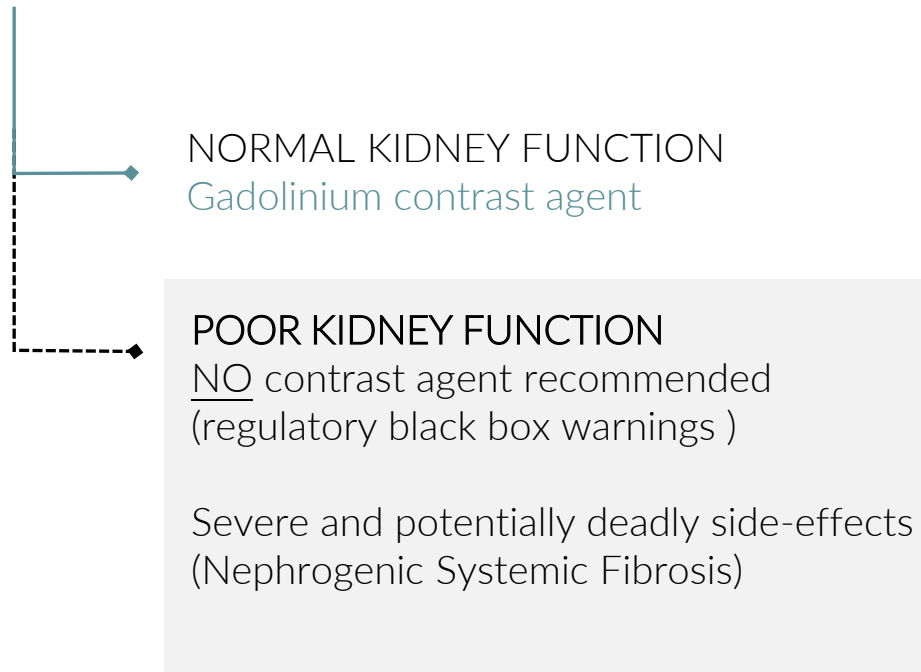 NORMAL KIDNEY FUNCTION
Gadolinium contrast agent
POOR KIDNEY FUNCTION
NO contrast agent recommended
(regulatory black box warnings )
Severe and potentially deadly side-effects
(Nephrogenic Systemic Fibrosis)